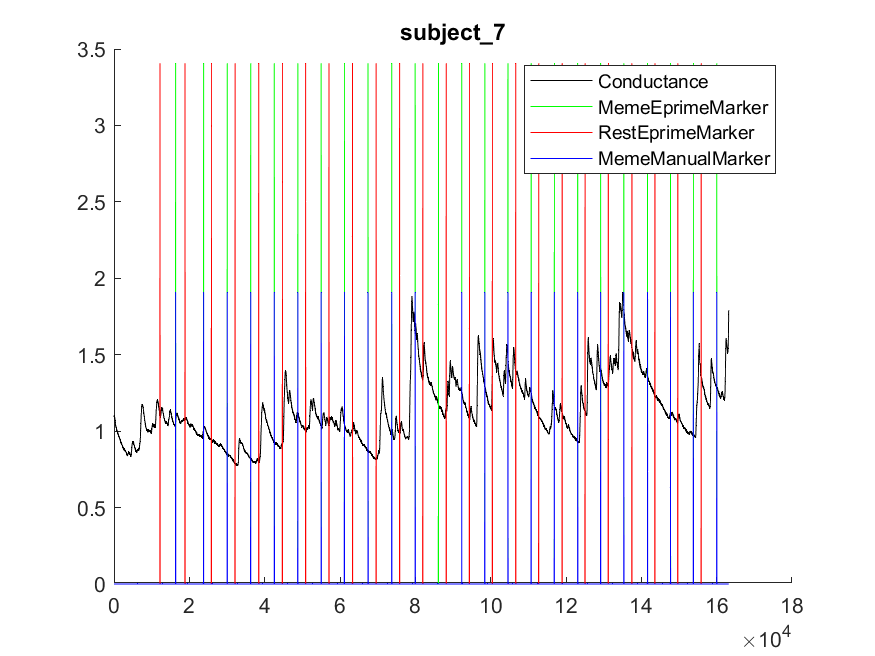 subject_7
3.5
3
2.5
2
1.5
1
0.5
0
Conductance
MemeEprimeMarker
RestEprimeMarker
MemeManualMarker
0 2 4 6 8 10 12 14 16 18
×10⁴